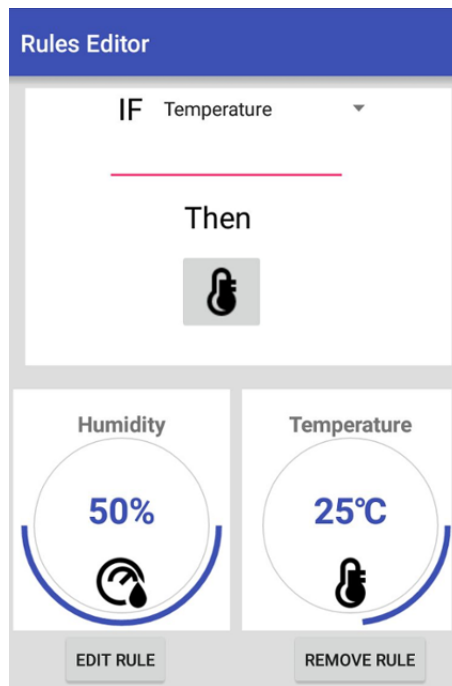 Rules Editor
IF Temperature
Then
Humidity Temperature
50% 25°C
EDIT RULE REMOVE RULE